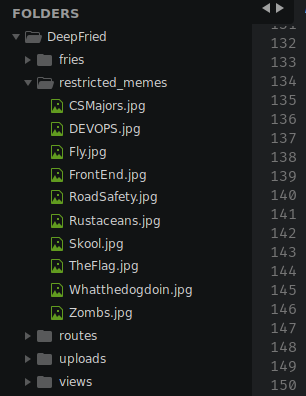 FOLDERS
DeepFried
fries
restricted_memes
CSMajors.jpg
DEVOPS.jpg
Fly.jpg
FrontEnd.jpg
RoadSafety.jpg
Rustaceans.jpg
Skool.jpg
TheFlag.jpg
Whatthedogdoin.jpg
Zombs.jpg
routes
uploads
views
131
132
133
134
135
136
137
138
139
140
141
142
143
144
145
146
147
148
149
150